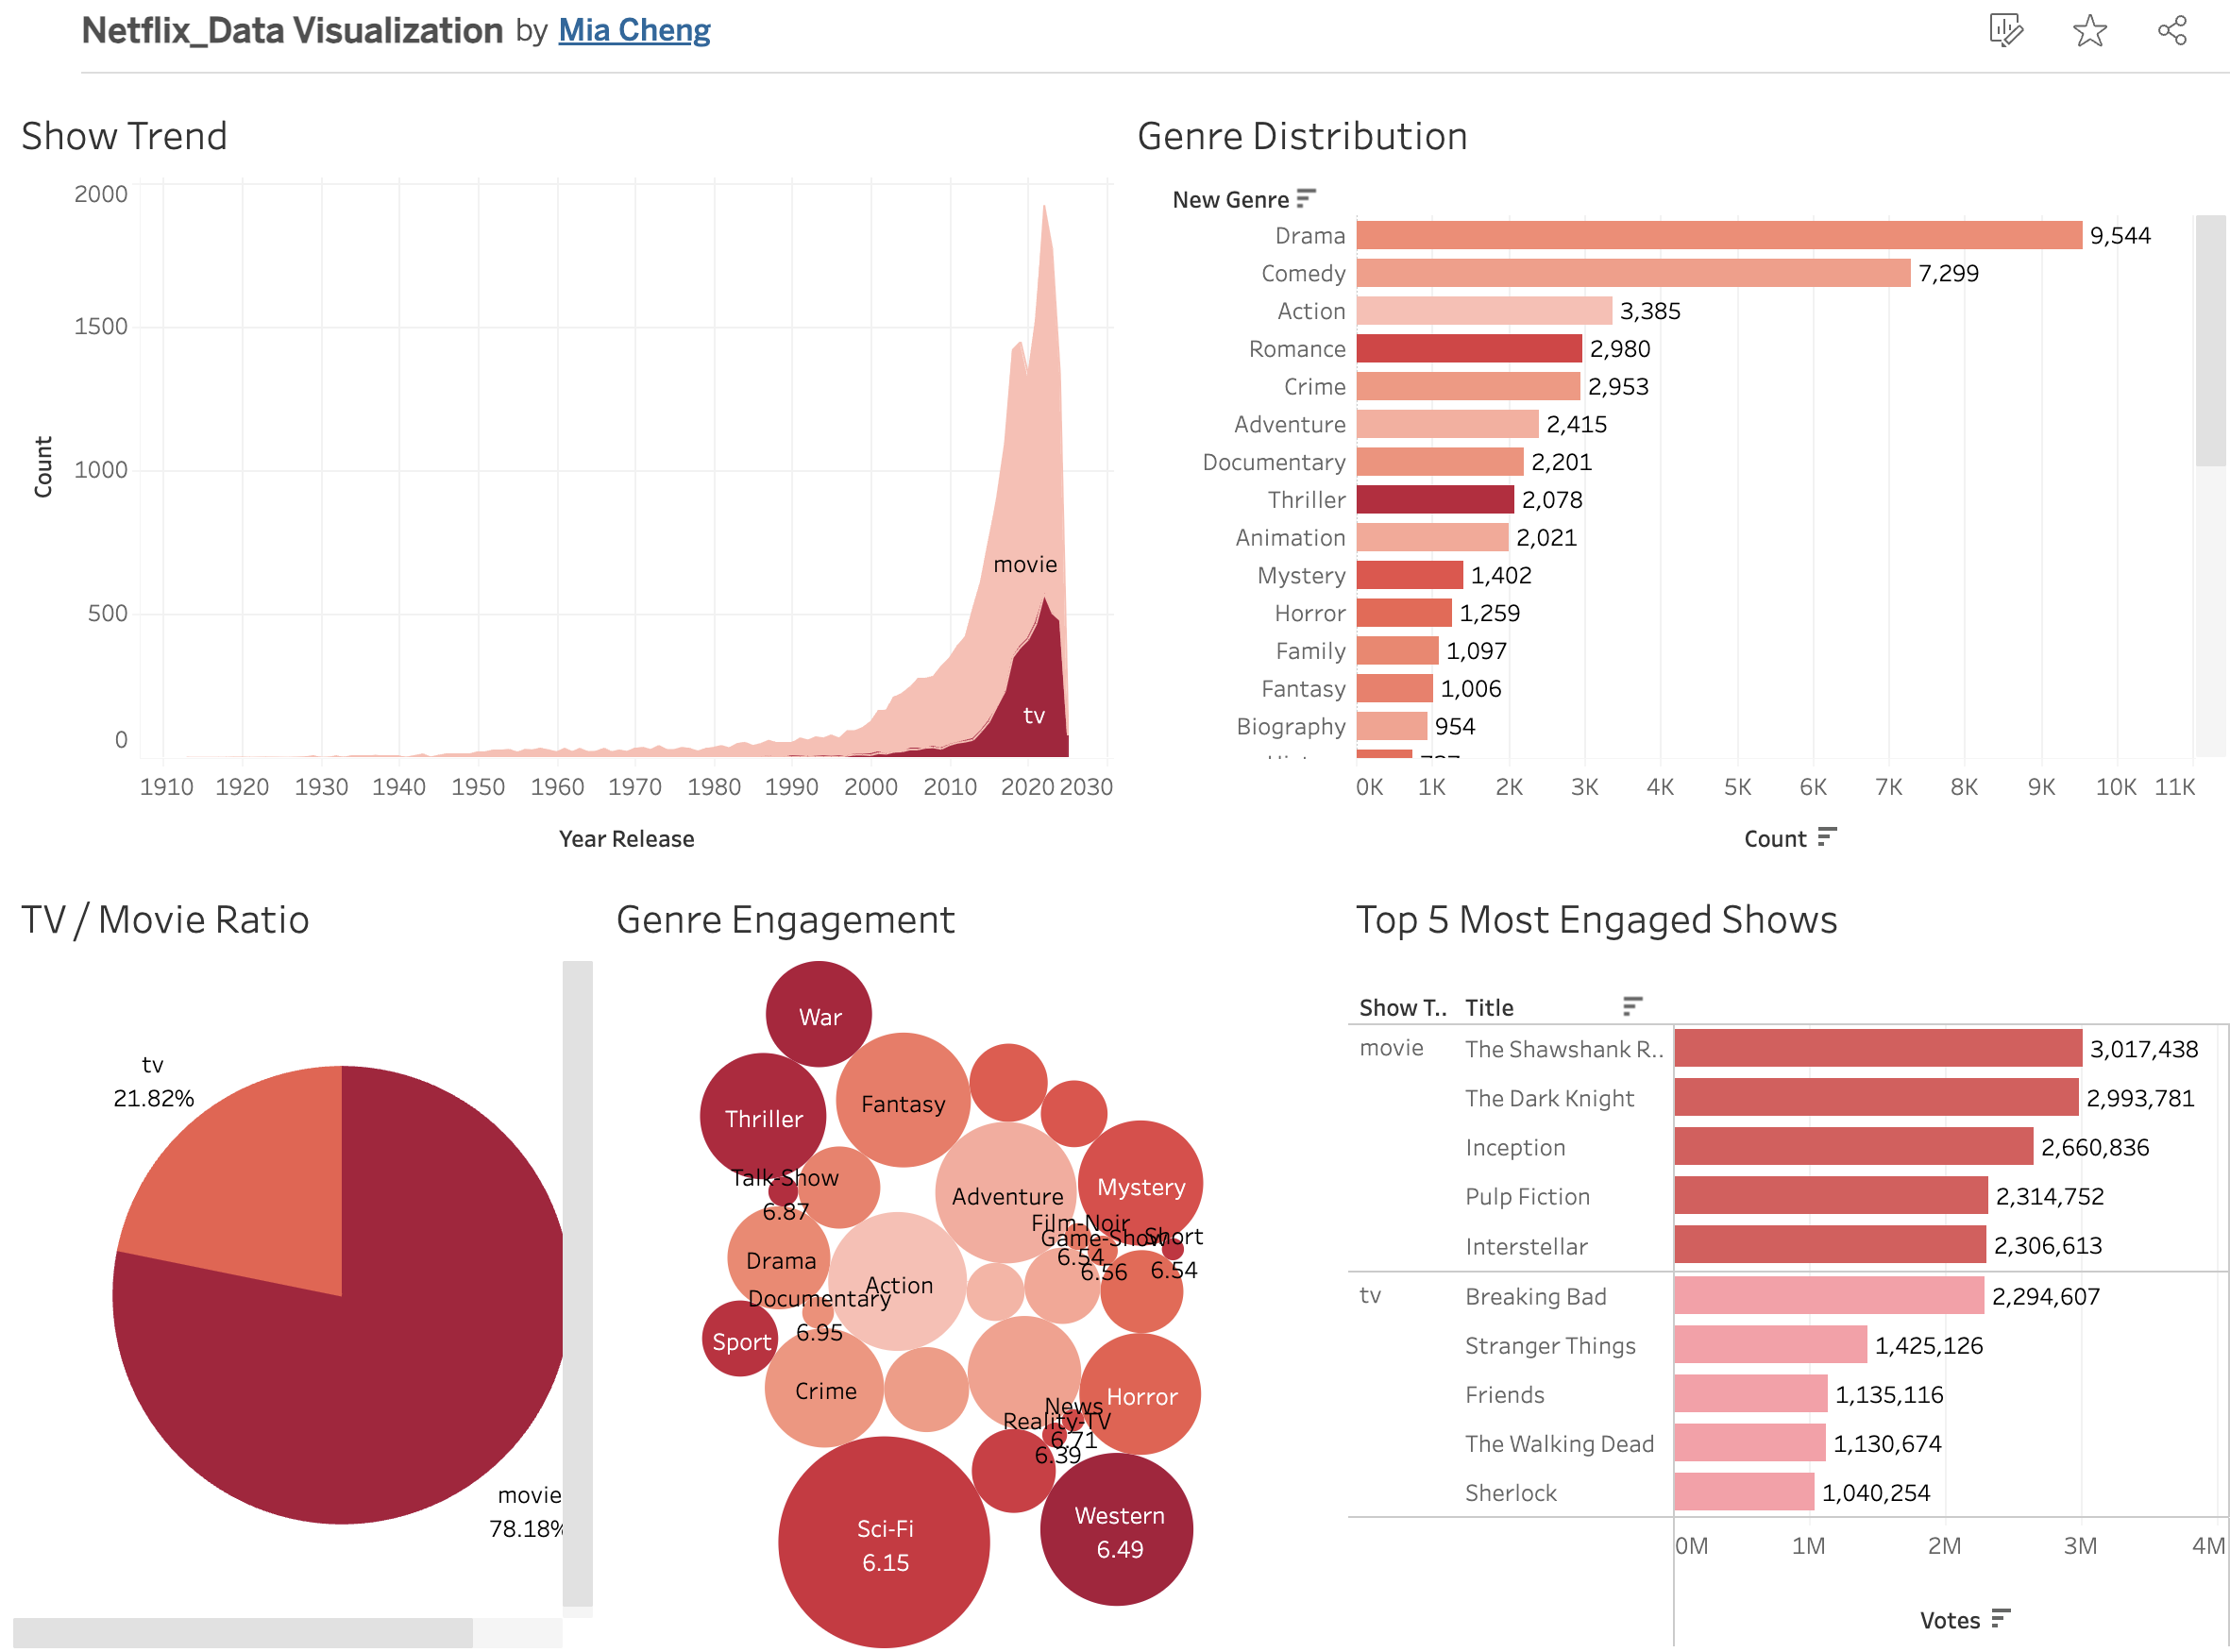 Netflix_Data Visualization by Mia Cheng
Show Trend
2000
1500
1000
500
0
Count
movie
tv
1910 1920 1930 1940 1950 1960 1970 1980 1990 2000 2010 2020 2030
Year Release
Genre Distribution
New Genre
Drama 9,544
Comedy 7,299
Action 3,385
Romance 2,980
Crime 2,953
Adventure 2,415
Documentary 2,201
Thriller 2,078
Animation 2,021
Mystery 1,402
Horror 1,259
Family 1,097
Fantasy 1,006
Biography 954
0K 1K 2K 3K 4K 5K 6K 7K 8K 9K 10K 11K
Count
TV / Movie Ratio
tv
21.82%
movie
78.18%
Genre Engagement
War
Fantasy
Thriller
Talk-Show
6.87
Adventure
Mystery
Film-Noir
6.54
Game-Show
6.56
Short
6.54
Drama
Action
Documentary
6.95
Sport
Crime
News
6.71
Reality-TV
6.39
Horror
Sci-Fi
6.15
Western
6.49
Top 5 Most Engaged Shows
Show T.. Title
movie The Shawshank R.. 3,017,438
The Dark Knight 2,993,781
Inception 2,660,836
Pulp Fiction 2,314,752
Interstellar 2,306,613
tv Breaking Bad 2,294,607
Stranger Things 1,425,126
Friends 1,135,116
The Walking Dead 1,130,674
Sherlock 1,040,254
0M 1M 2M 3M 4M
Votes